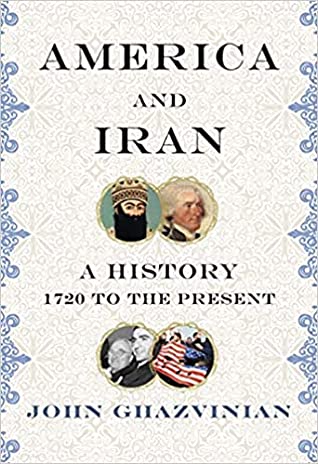 AMERICA
AND
IRAN
A HISTORY
1720 TO THE PRESENT
JOHN GHAZVINIAN